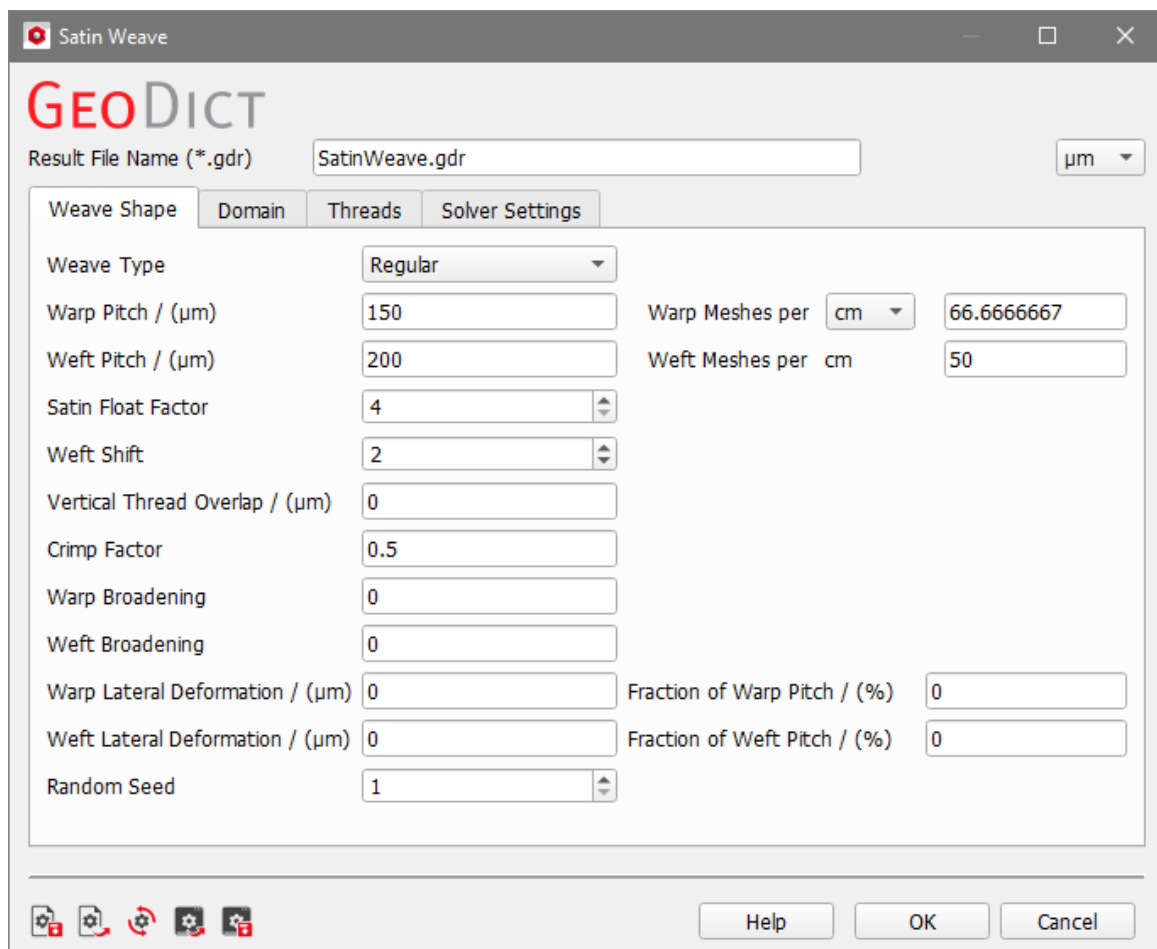 Satin Weave
GEODICT
Result File Name (*.gdr) SatinWeave.gdr µm
Weave Shape Domain Threads Solver Settings
Weave Type Regular
Warp Pitch / (µm) 150 Warp Meshes per cm 66.6666667
Weft Pitch / (µm) 200 Weft Meshes per cm 50
Satin Float Factor 4
Weft Shift 2
Vertical Thread Overlap / (µm) 0
Crimp Factor 0.5
Warp Broadening 0
Weft Broadening 0
Warp Lateral Deformation / (µm) 0 Fraction of Warp Pitch / (%) 0
Weft Lateral Deformation / (µm) 0 Fraction of Weft Pitch / (%) 0
Random Seed 1
Help OK Cancel